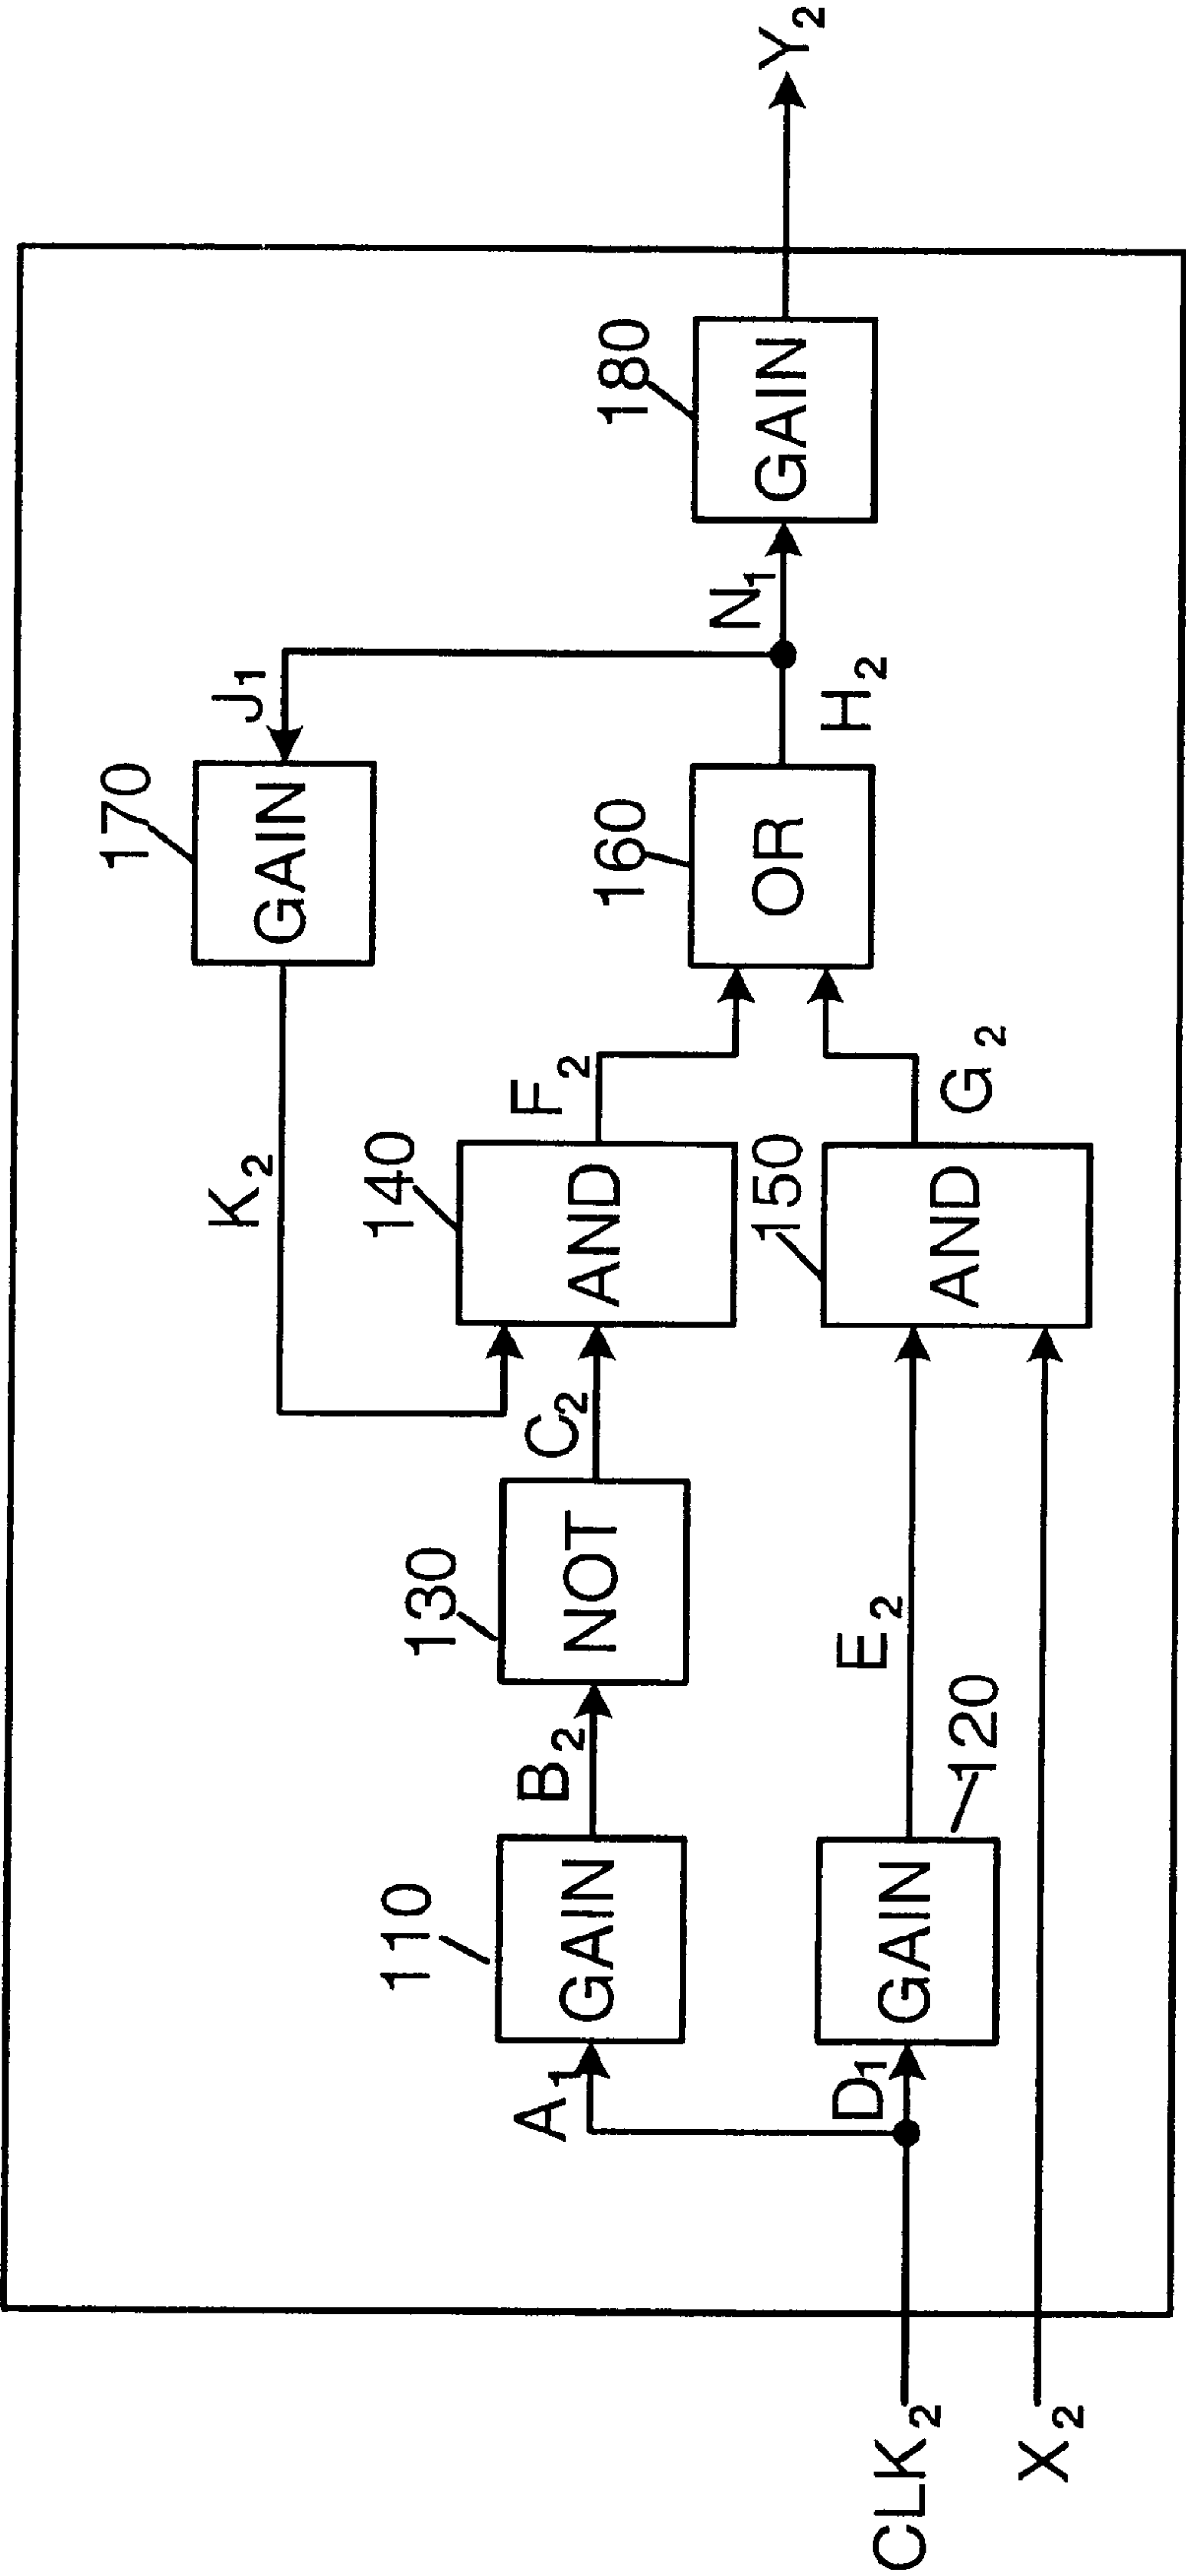 170
GAIN
J₁
K₂
110
GAIN
A₁
B₂
130
NOT
C₂
140
AND
F₂
160
OR
H₂
N₁
180
GAIN
Y₂
CLK₂
D₁
GAIN
120
E₂
150
AND
G₂
X₂